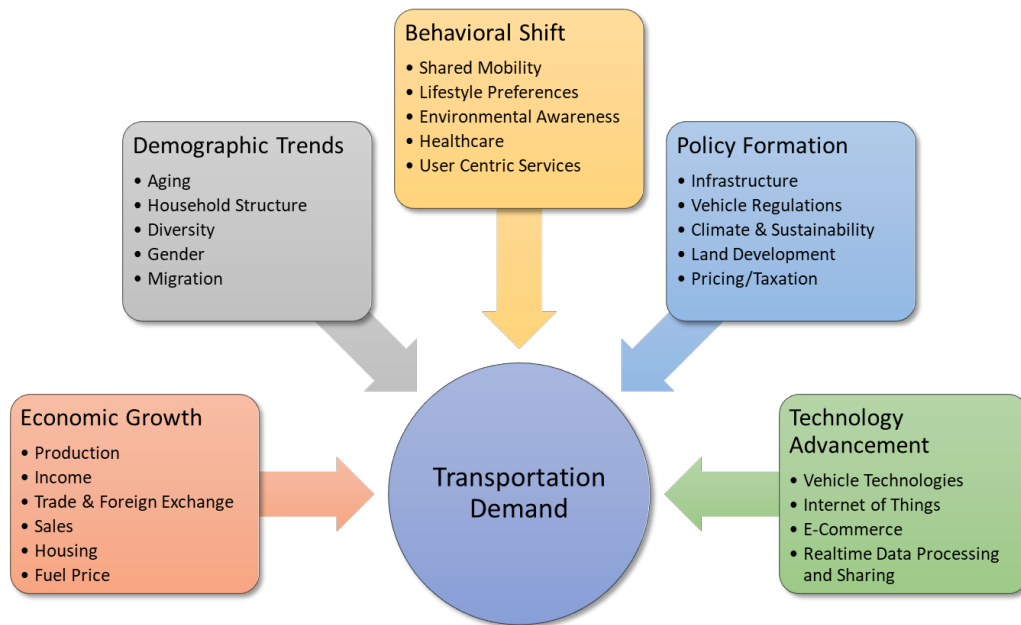 Behavioral Shift
• Shared Mobility
• Lifestyle Preferences
• Environmental Awareness
• Healthcare
• User Centric Services
Demographic Trends
• Aging
• Household Structure
• Diversity
• Gender
• Migration
Policy Formation
• Infrastructure
• Vehicle Regulations
• Climate & Sustainability
• Land Development
• Pricing/Taxation
Economic Growth
• Production
• Income
• Trade & Foreign Exchange
• Sales
• Housing
• Fuel Price
Transportation
Demand
Technology
Advancement
• Vehicle Technologies
• Internet of Things
• E-Commerce
• Realtime Data Processing
and Sharing